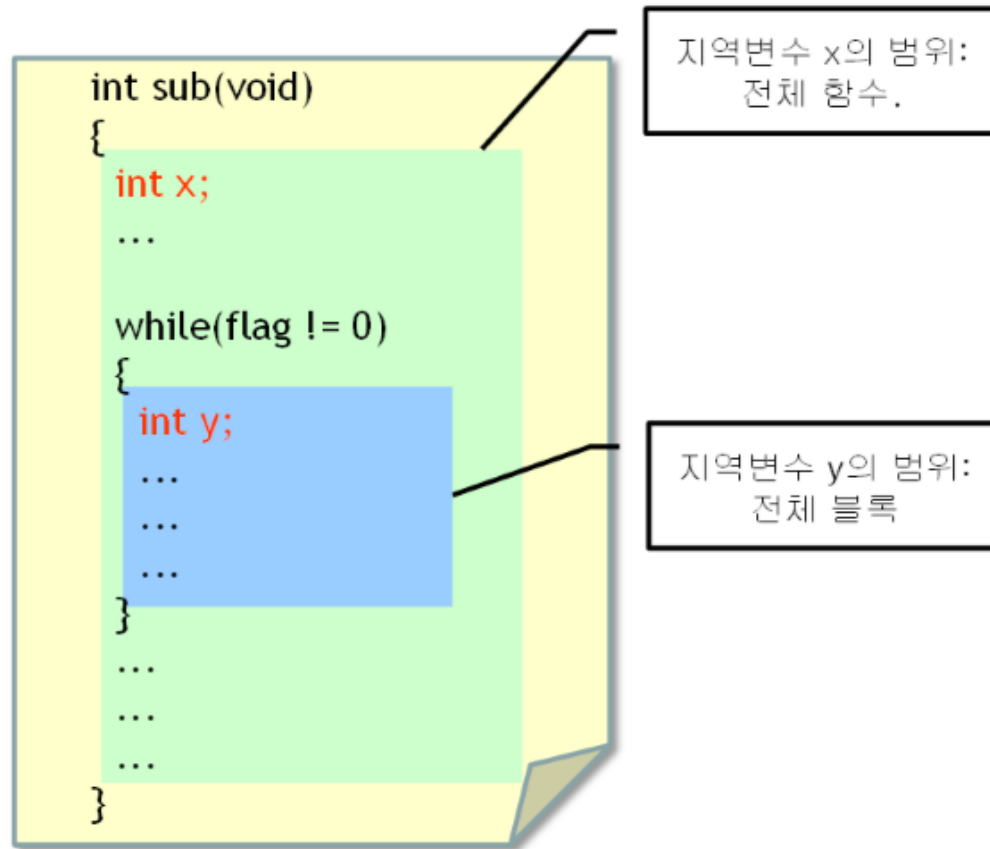 int sub(void)
{
int x;
...
while(flag != 0)
{
int y;
...
...
...
}
...
...
...
}
지역변수 x의 범위:
전체 함수.
지역변수 y의 범위:
전체 블록